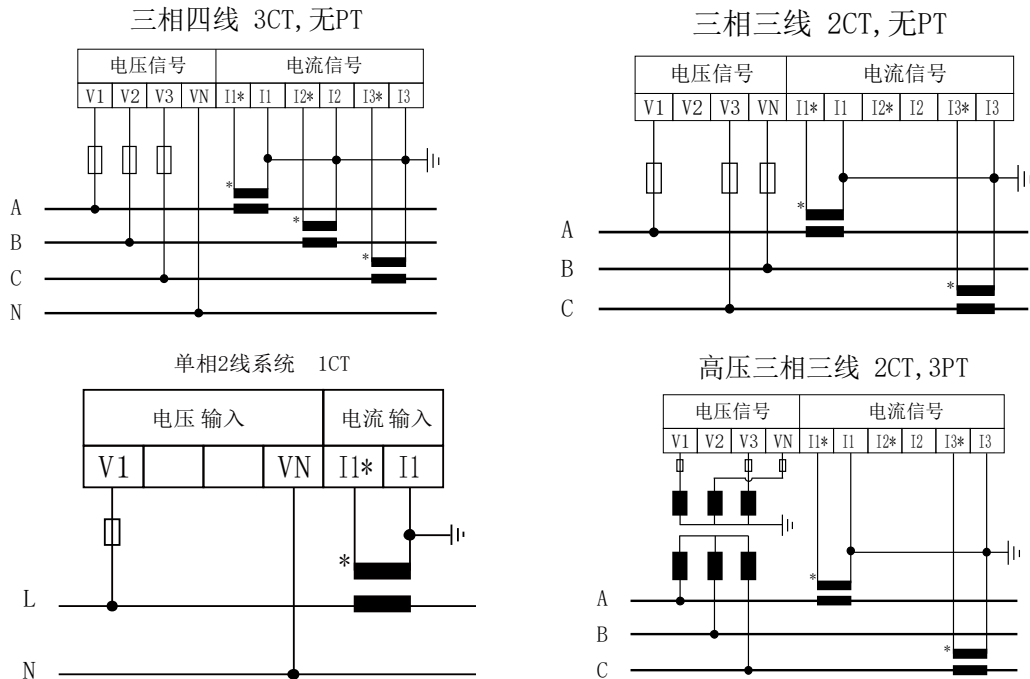 三相四线 3CT,无PT
电压信号 电流信号
V1 V2 V3 VN I1* I1 I2* I2 I3* I3
*
A
*
B
*
C
N
三相三线 2CT,无PT
电压信号 电流信号
V1 V2 V3 VN I1* I1 I2* I2 I3* I3
*
A
B
*
C
单相2线系统 1CT
电压 输入 电流 输入
V1 VN I1* I1
*
L
N
高压三相三线 2CT,3PT
电压信号 电流信号
V1 V2 V3 VN I1* I1 I2* I2 I3* I3
*
A
B
*
C